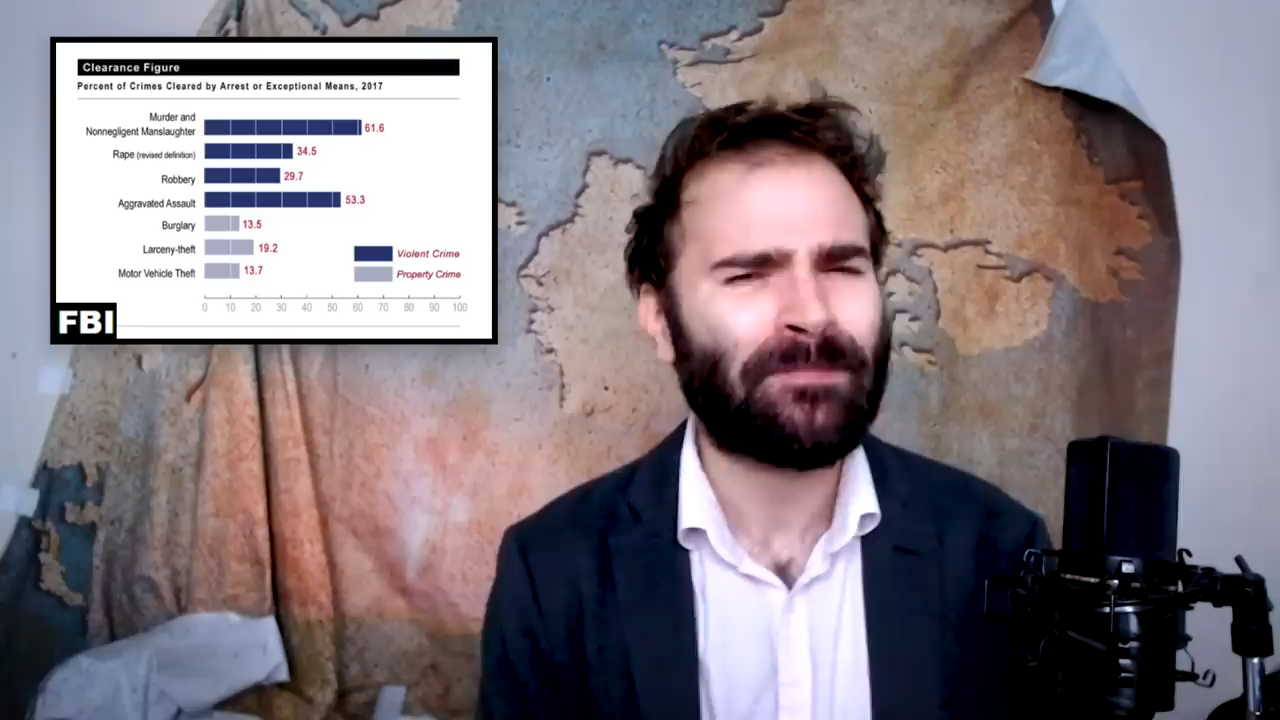 Clearance Figure
Percent of Crimes Cleared by Arrest or Exceptional Means, 2017
Murder and
Nonnegligent Manslaughter 61.6
Rape (revised definition) 34.5
Robbery 29.7
Aggravated Assault 53.3
Burglary 13.5
Larceny-theft 19.2
Violent Crime
Motor Vehicle Theft 13.7
Property Crime
0 10 20 30 40 50 60 70 80 90 100
FBI